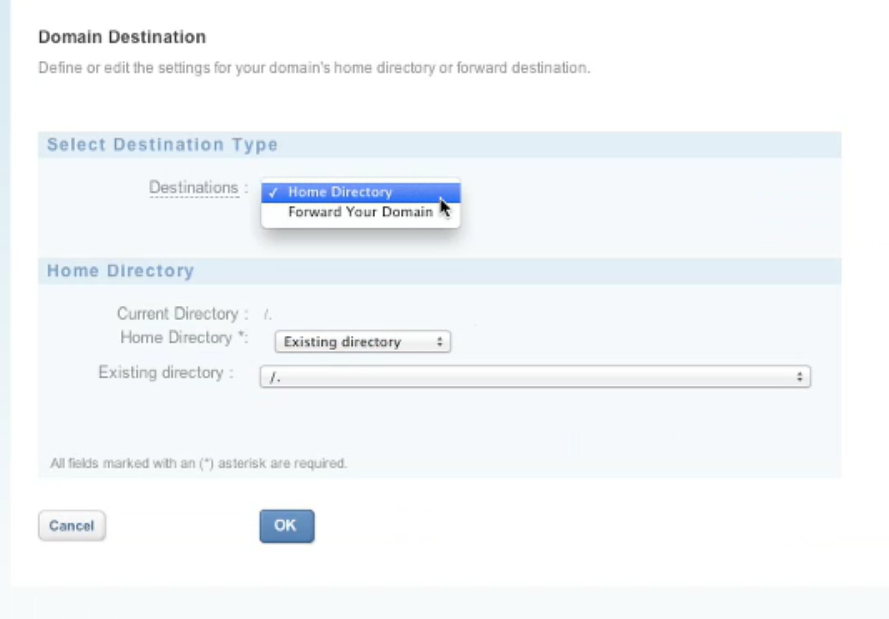 Domain Destination
Define or edit the settings for your domain's home directory or forward destination.
Select Destination Type
Destinations : ✓ Home Directory
Forward Your Domain
Home Directory
Current Directory : /.
Home Directory *: Existing directory
Existing directory : /.
All fields marked with an (*) asterisk are required.
Cancel OK